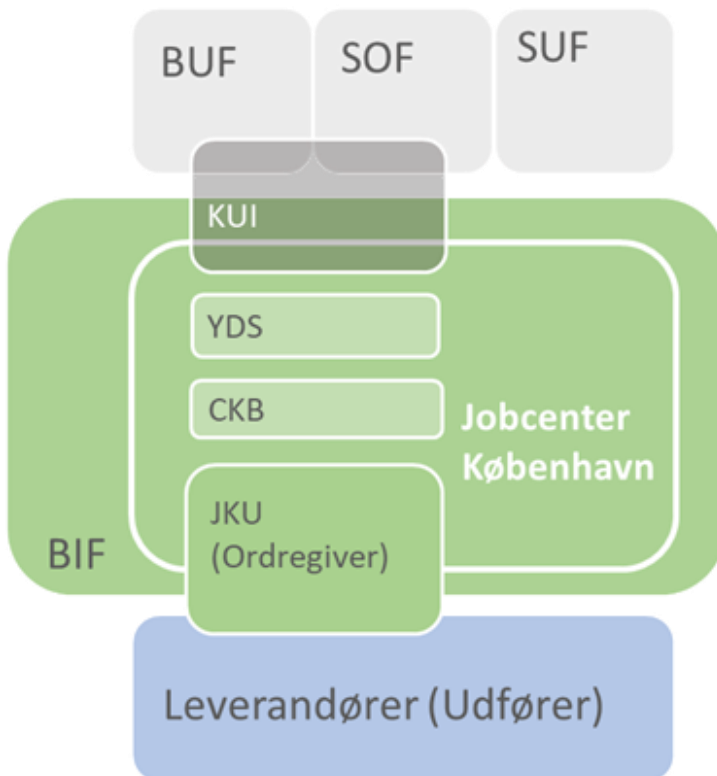 BUF
SOF
SUF
KUI
YDS
CKB
Jobcenter
København
JKU
(Ordregiver)
BIF
Leverandører (Udfører)